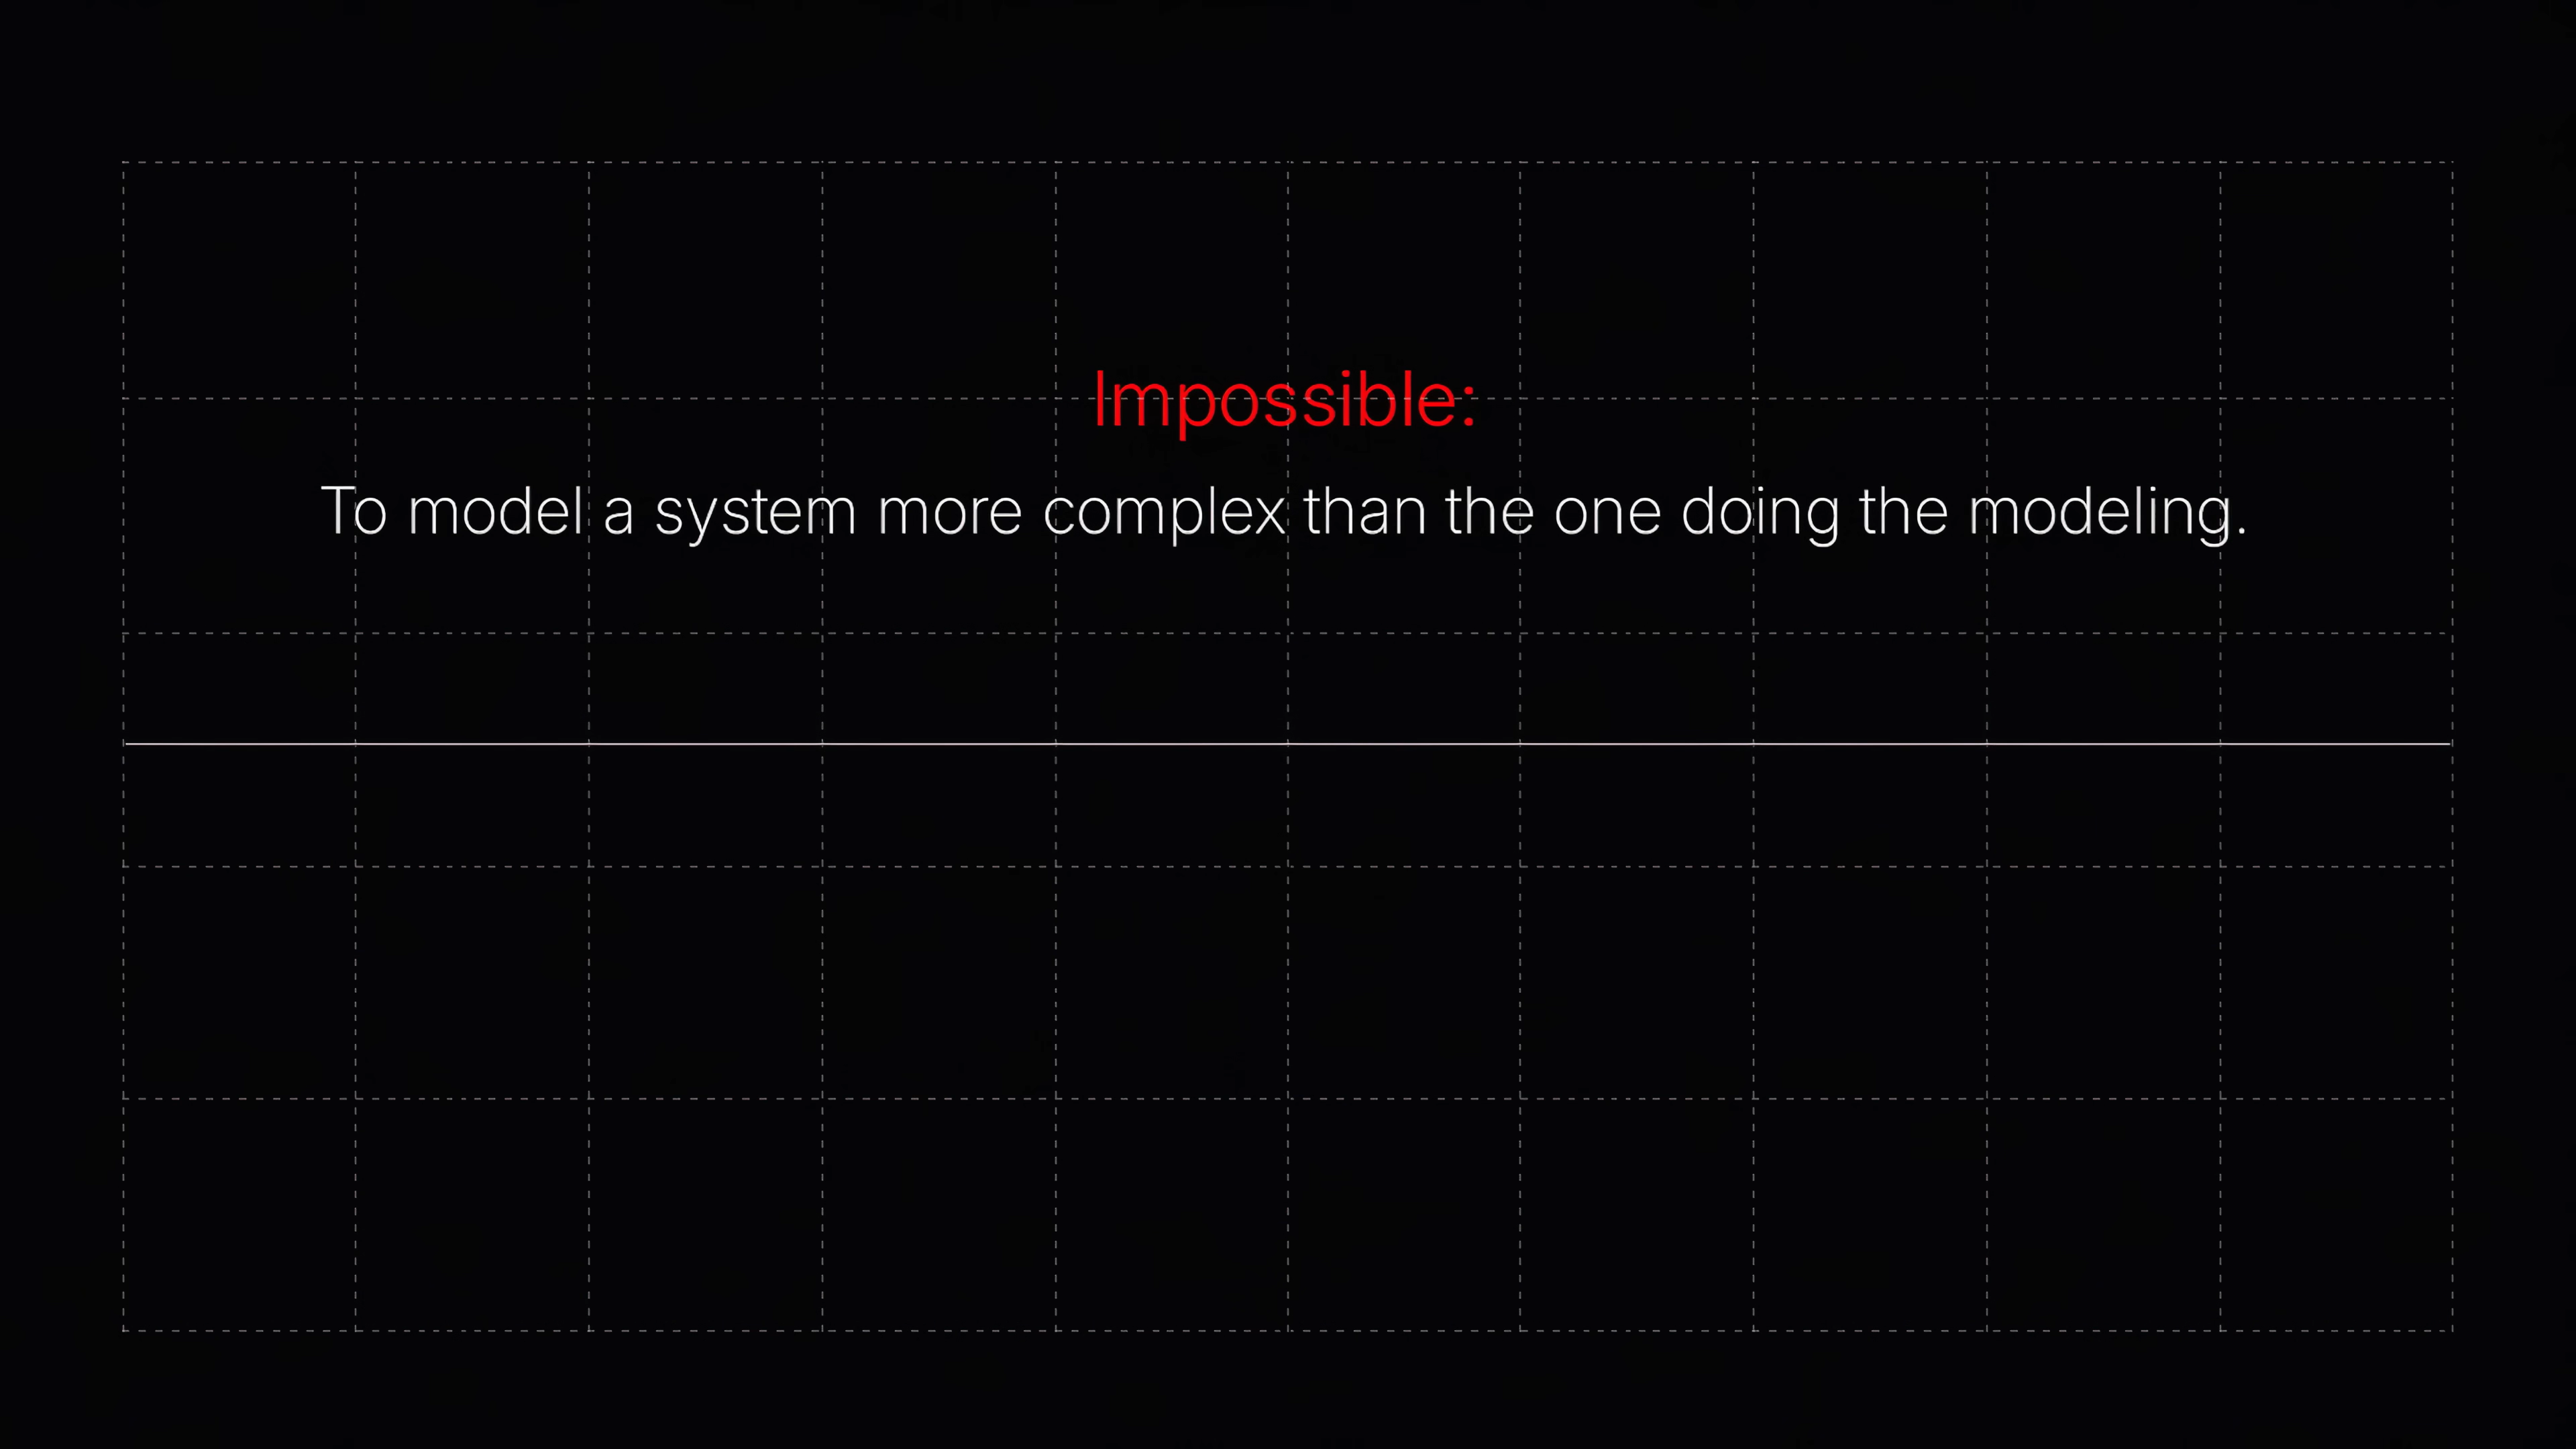 Impossible:
To model a system more complex than the one doing the modeling.